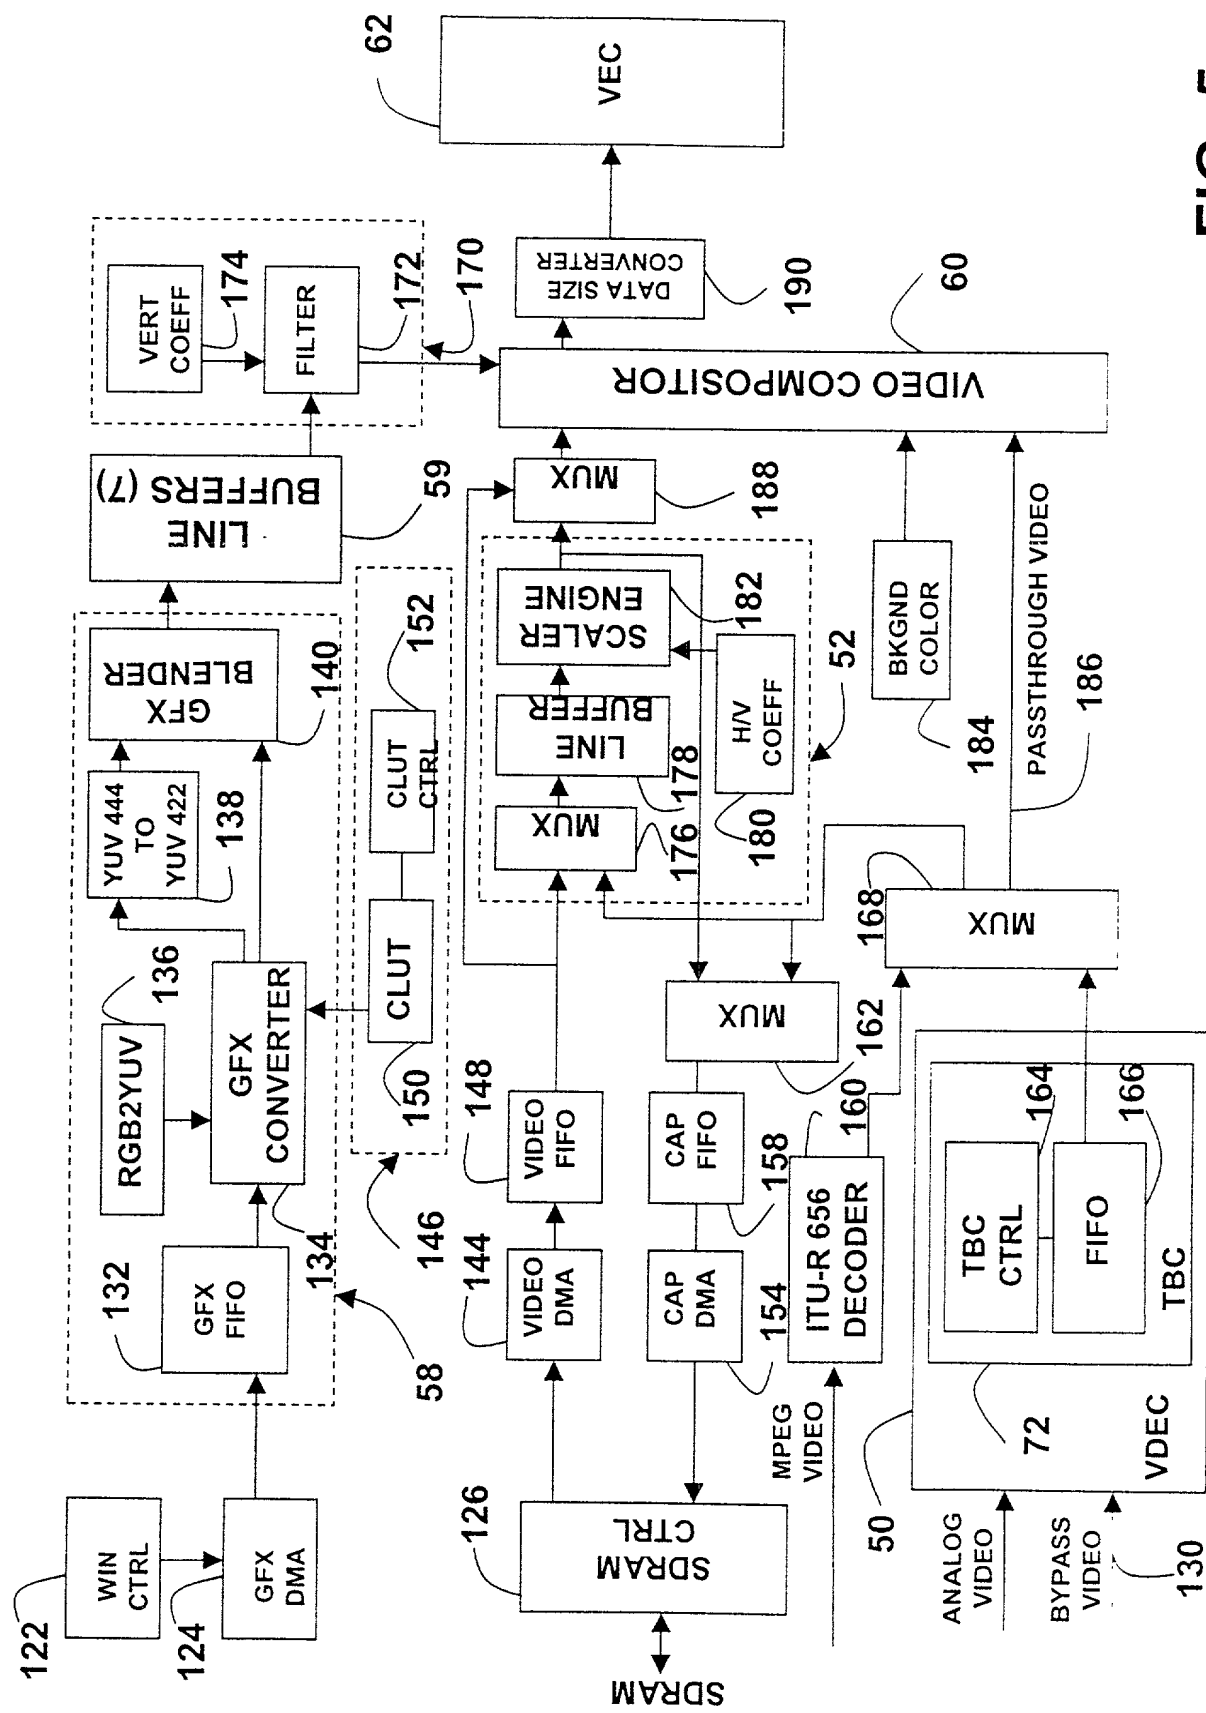 122
WIN
CTRL
124
GFX
DMA
132
GFX
FIFO
134
GFX
CONVERTER
RGB2YUV
136
YUV 444
TO
YUV 422
138
GFX
BLENDER
140
58
LINE
BUFFERS (7)
59
VERT
COEFF
174
FILTER
172
170
CLUT
150
CLUT
CTRL
152
146
SDRAM
SDRAM
CTRL
126
144
VIDEO
DMA
148
VIDEO
FIFO
CAP
DMA
154
CAP
FIFO
158
MUX
162
MUX
176
LINE
BUFFER
178
SCALER
ENGINE
182
H/V
COEFF
180
52
MUX
188
VIDEO COMPOSITOR
60
DATA SIZE
CONVERTER
190
VEC
62
MPEG
VIDEO
ITU-R 656
DECODER
160
MUX
168
BKGND
COLOR
184
PASSTHROUGH VIDEO
186
ANALOG
VIDEO
BYPASS
VIDEO
130
50
VDEC
72
TBC
TBC
CTRL
164
FIFO
166